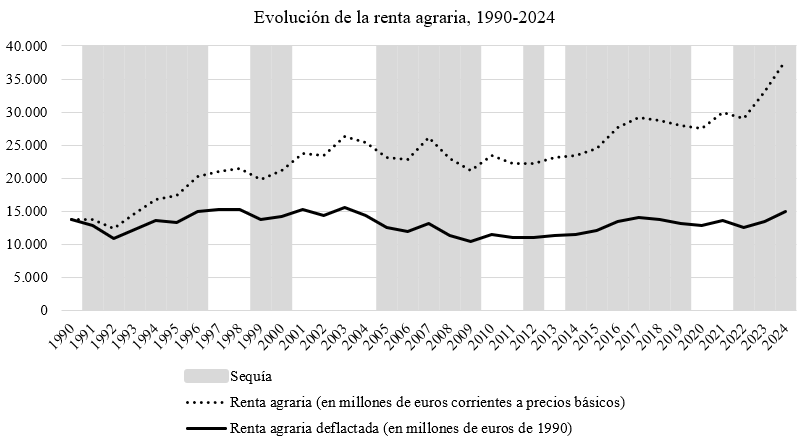 Evolución de la renta agraria, 1990-2024
40.000
35.000
30.000
25.000
20.000
15.000
10.000
5.000
0
1990 1991 1992 1993 1994 1995 1996 1997 1998 1999 2000 2001 2002 2003 2004 2005 2006 2007 2008 2009 2010 2011 2012 2013 2014 2015 2016 2017 2018 2019 2020 2021 2022 2023 2024
Sequía
Renta agraria (en millones de euros corrientes a precios básicos)
Renta agraria deflactada (en millones de euros de 1990)